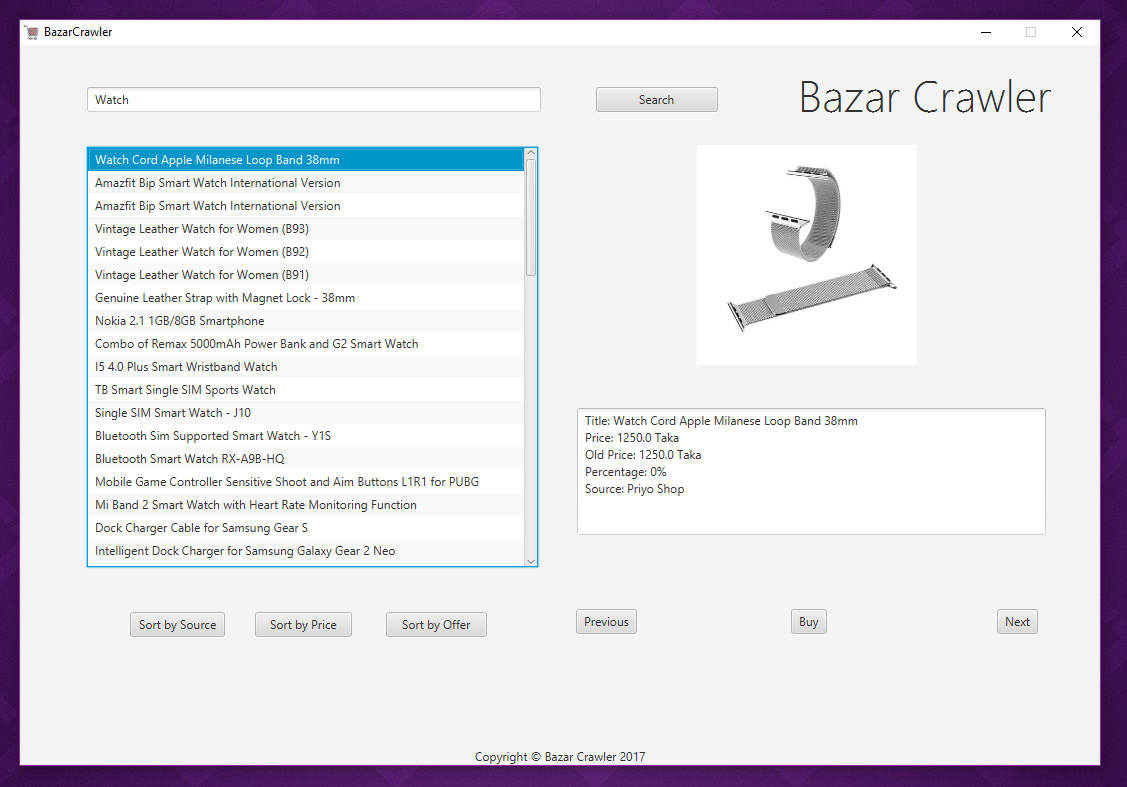 BazarCrawler
Watch
Search
Bazar Crawler
Watch Cord Apple Milanese Loop Band 38mm
Amazfit Bip Smart Watch International Version
Amazfit Bip Smart Watch International Version
Vintage Leather Watch for Women (B93)
Vintage Leather Watch for Women (B92)
Vintage Leather Watch for Women (B91)
Genuine Leather Strap with Magnet Lock - 38mm
Nokia 2.1 1GB/8GB Smartphone
Combo of Remax 5000mAh Power Bank and G2 Smart Watch
I5 4.0 Plus Smart Wristband Watch
TB Smart Single SIM Sports Watch
Single SIM Smart Watch - J10
Bluetooth Sim Supported Smart Watch - Y1S
Bluetooth Smart Watch RX-A9B-HQ
Mobile Game Controller Sensitive Shoot and Aim Buttons L1R1 for PUBG
Mi Band 2 Smart Watch with Heart Rate Monitoring Function
Dock Charger Cable for Samsung Gear S
Intelligent Dock Charger for Samsung Galaxy Gear 2 Neo
Title: Watch Cord Apple Milanese Loop Band 38mm
Price: 1250.0 Taka
Old Price: 1250.0 Taka
Percentage: 0%
Source: Priyo Shop
Sort by Source
Sort by Price
Sort by Offer
Previous
Buy
Next
Copyright © Bazar Crawler 2017